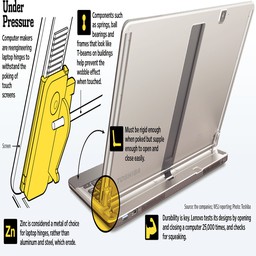 Under
Pressure
Computer makers
are reengineering
laptop hinges to
withstand the
poking of
touch
screens
Components such
as springs, ball
bearings and
frames that look like
T-beams on buildings
help prevent the
wobble effect
when touched.
Screen
L
Must be rigid enough
when poked but supple
enough to open and
close easily.
Source: the companies; WSJ reporting; Photo: Toshiba
Zn
Zinc is considered a metal of choice
for laptop hinges, rather than
aluminum and steel, which erode.
Durability is key. Lenovo tests its designs by opening
and closing a computer 25,000 times, and checks
for squeaking.